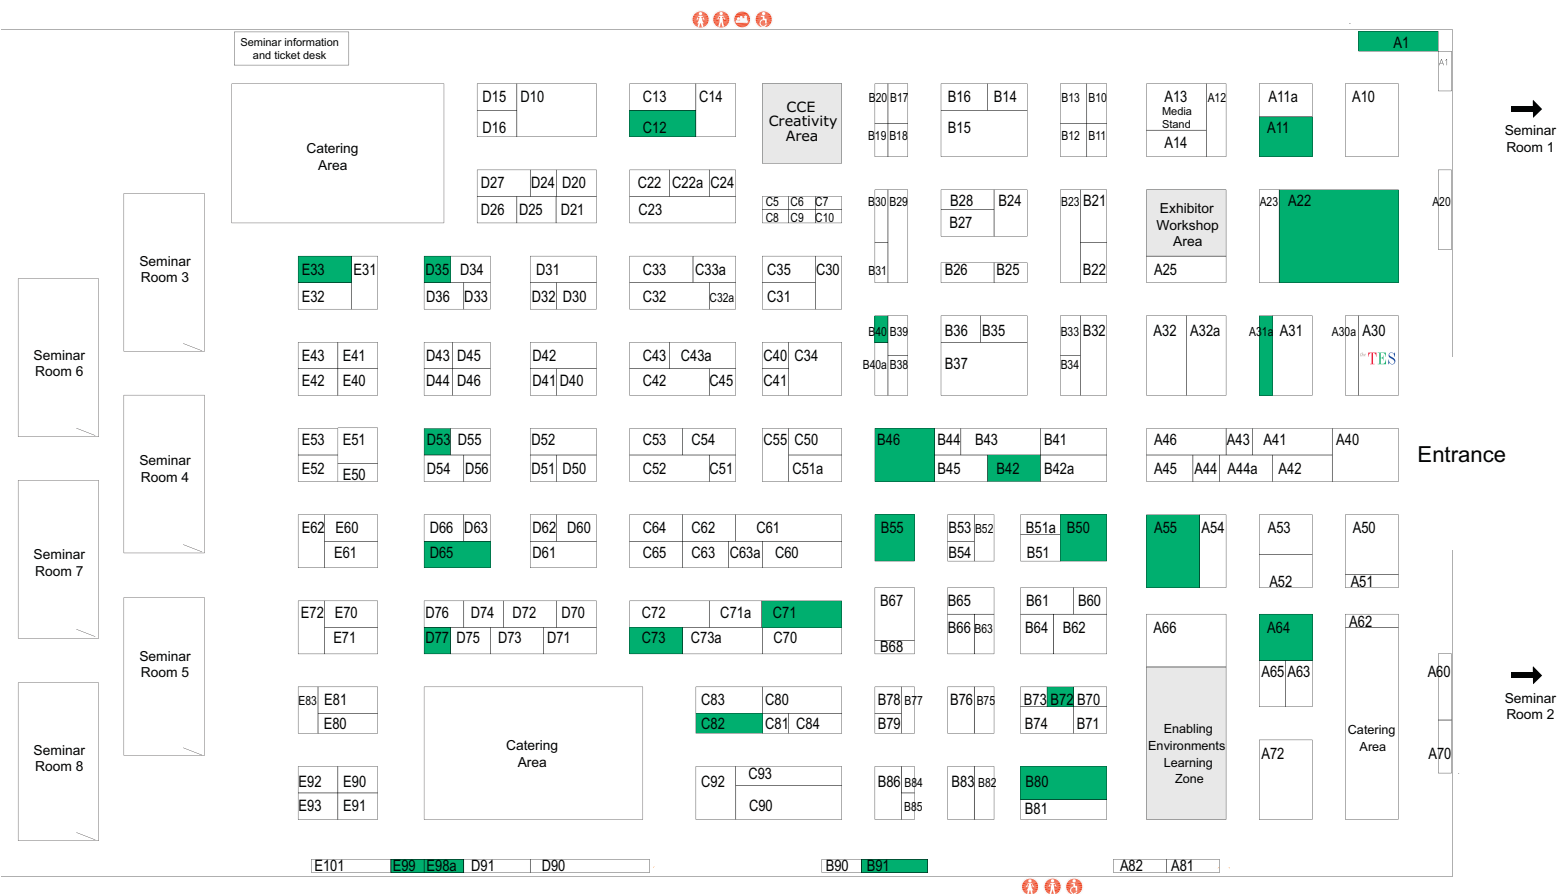 Seminar information
and ticket desk
A1
A1
D15 D10
D16
C13 C14
C12
CCE
Creativity
Area
B20 B17
B19 B18
B16 B14
B15
B13 B10
B12 B11
A13 A12
Media
Stand
A14
A11a
A11
A10
Seminar
Room 1
Catering
Area
D27 D24 D20
D26 D25 D21
C22 C22a C24
C23
C5 C6 C7
C8 C9 C10
B30 B29
B31
B28 B24
B27
B26 B25
B23 B21
B22
Exhibitor
Workshop
Area
A25
A23 A22
A20
Seminar
Room 3
E33 E31
E32
D35 D34
D36 D33
D31
D32 D30
C33 C33a
C32 C32a
C35 C30
C31
B40 B39
B40a B38
B36 B35
B37
B33 B32
B34
A32 A32a
A31a A31
A30a A30
the TES
Seminar
Room 6
E43 E41
E42 E40
D43 D45
D44 D46
D42
D41 D40
C43 C43a
C42 C45
C40 C34
C41
Seminar
Room 4
E53 E51
E52 E50
D53 D55
D54 D56
D52
D51 D50
C53 C54
C52 C51
C55 C50
C51a
B46 B44 B43 B41
B45 B42 B42a
A46 A43 A41 A40
A45 A44 A44a A42
Entrance
Seminar
Room 7
E62 E60
E61
D66 D63
D65
D62 D60
D61
C64 C62 C61
C65 C63 C63a C60
B55
B53 B52
B54
B51a B50
B51
A55 A54
A53
A52
A50
A51
Seminar
Room 5
E72 E70
E71
D76 D74 D72 D70
D77 D75 D73 D71
C72 C71a C71
C73 C73a C70
B67
B68
B65
B66 B63
B61 B60
B64 B62
A66
A64
A65 A63
A62
A60
Seminar
Room 2
E83 E81
E80
Catering
Area
C83 C80
C82 C81 C84
B78 B77
B79
B76 B75
B73 B72 B70
B74 B71
Enabling
Environments
Learning
Zone
A72
Catering
Area
A70
Seminar
Room 8
E92 E90
E93 E91
C92 C93
C90
B86 B84
B85
B83 B82
B80
B81
E101 E99 E98a D91 D90
B90 B91
A82 A81